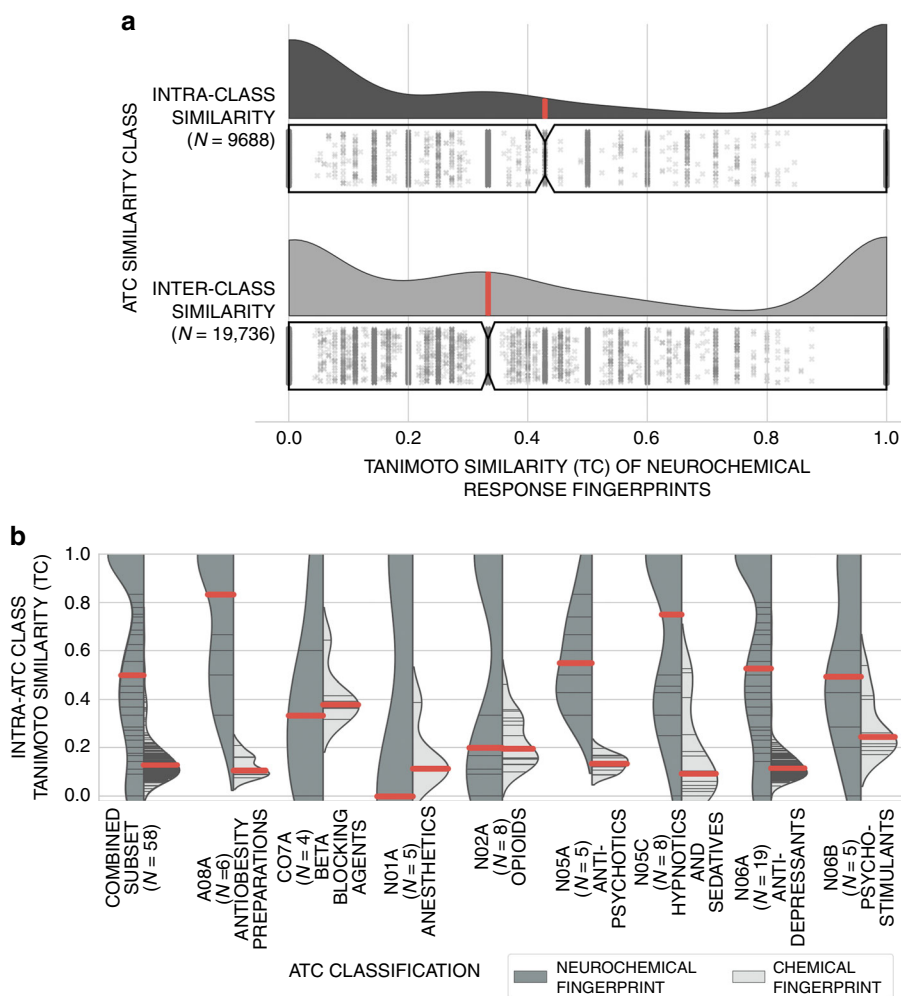 a
ATC SIMILARITY CLASS
INTRA-CLASS
SIMILARITY
(N = 9688)
INTER-CLASS
SIMILARITY
(N = 19,736)
0.0 0.2 0.4 0.6 0.8 1.0
TANIMOTO SIMILARITY (TC) OF NEUROCHEMICAL
RESPONSE FINGERPRINTS
b
INTRA-ATC CLASS
TANIMOTO SIMILARITY (TC)
1.0
0.8
0.6
0.4
0.2
0.0
COMBINED
SUBSET
(N = 58)
A08A
(N =6)
ANTIOBESITY
PREPARATIONS
CO7A
(N = 4)
BETA
BLOCKING
AGENTS
N01A
(N = 5)
ANESTHETICS
N02A
(N = 8)
OPIOIDS
N05A
(N = 5)
ANTI-
PSYCHOTICS
N05C
(N = 8)
HYPNOTICS
AND
SEDATIVES
N06A
(N = 19)
ANTI-
DEPRESSANTS
N06B
(N = 5)
PSYCHO-
STIMULANTS
ATC CLASSIFICATION
NEUROCHEMICAL
FINGERPRINT
CHEMICAL
FINGERPRINT